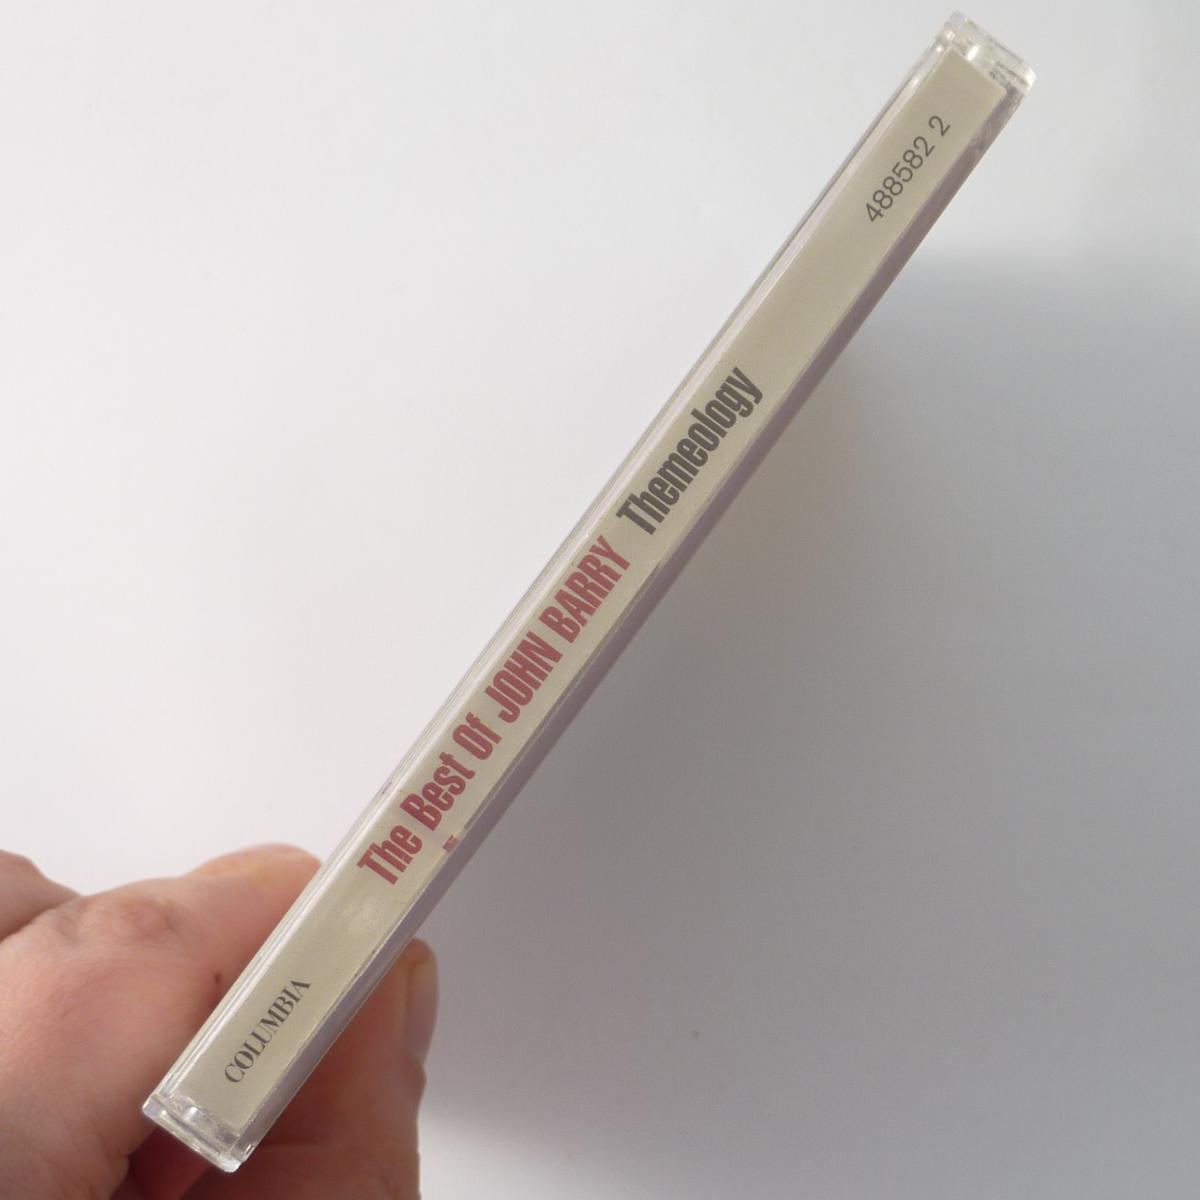 COLUMBIA
The Best Of JOHN BARRY Themeology
488582 2